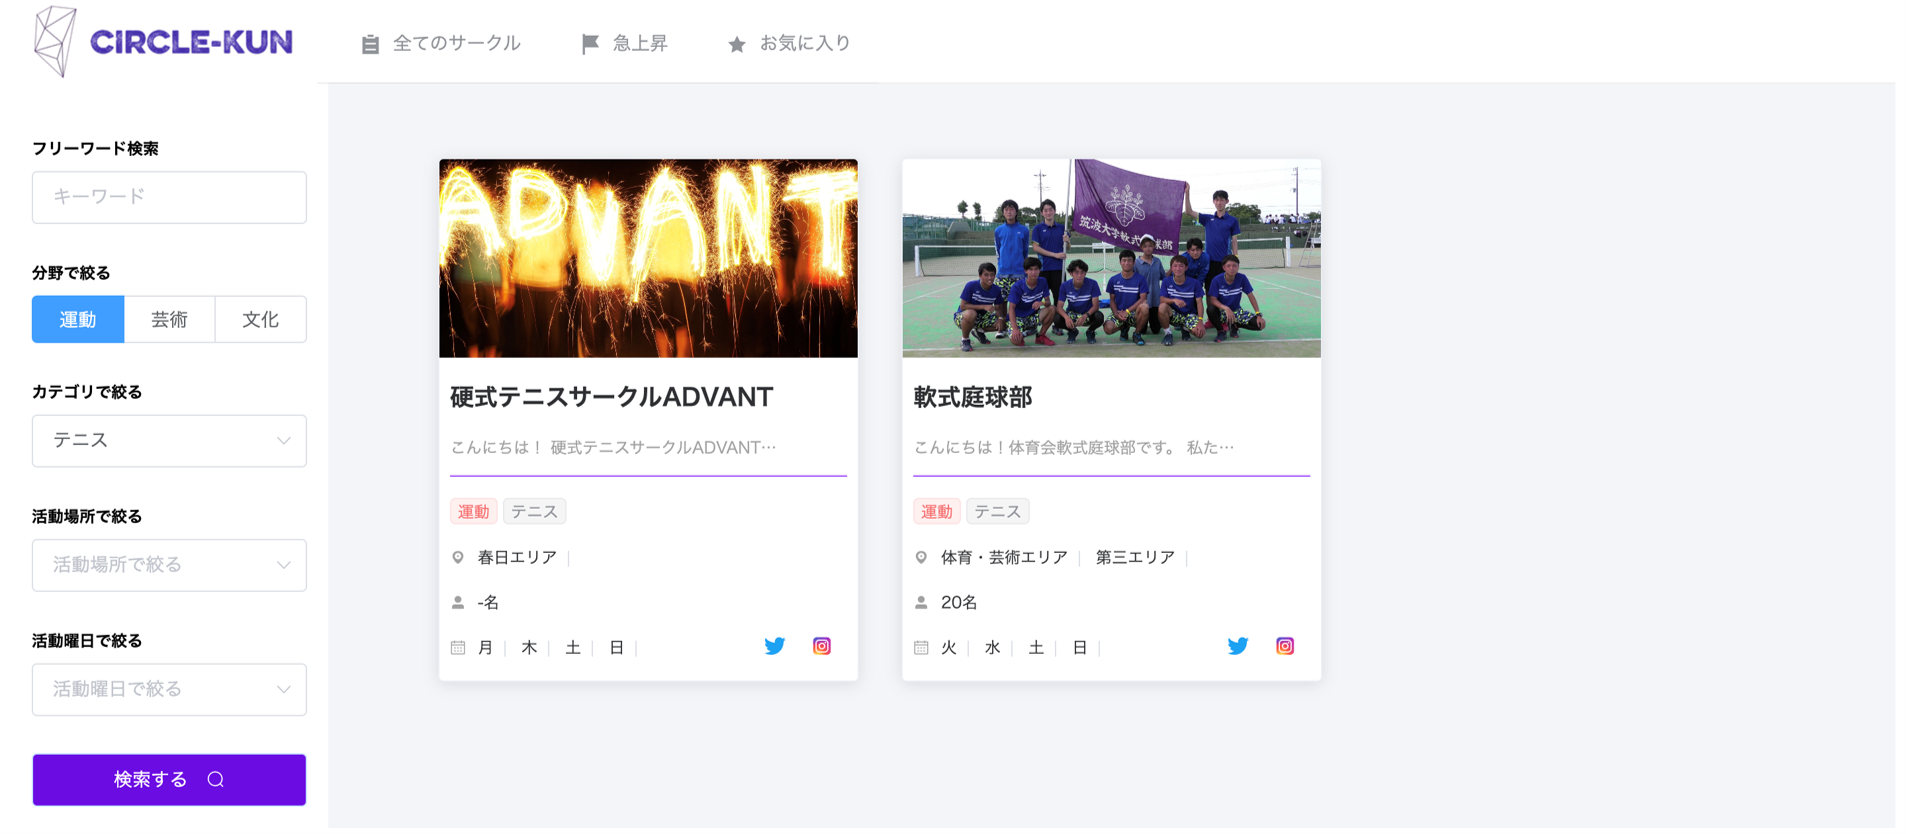 CIRCLE-KUN
全てのサークル
急上昇
お気に入り
フリーワード検索
キーワード
分野で絞る
運動
芸術
文化
カテゴリで絞る
テニス
活動場所で絞る
活動場所で絞る
活動曜日で絞る
活動曜日で絞る
検索する
ADVANT
硬式テニスサークルADVANT
こんにちは！ 硬式テニスサークルADVANT…
運動 テニス
春日エリア
-名
月 木 土 日
筑波大学軟式庭球部
軟式庭球部
こんにちは！体育会軟式庭球部です。 私た…
運動 テニス
体育・芸術エリア 第三エリア
20名
火 水 土 日